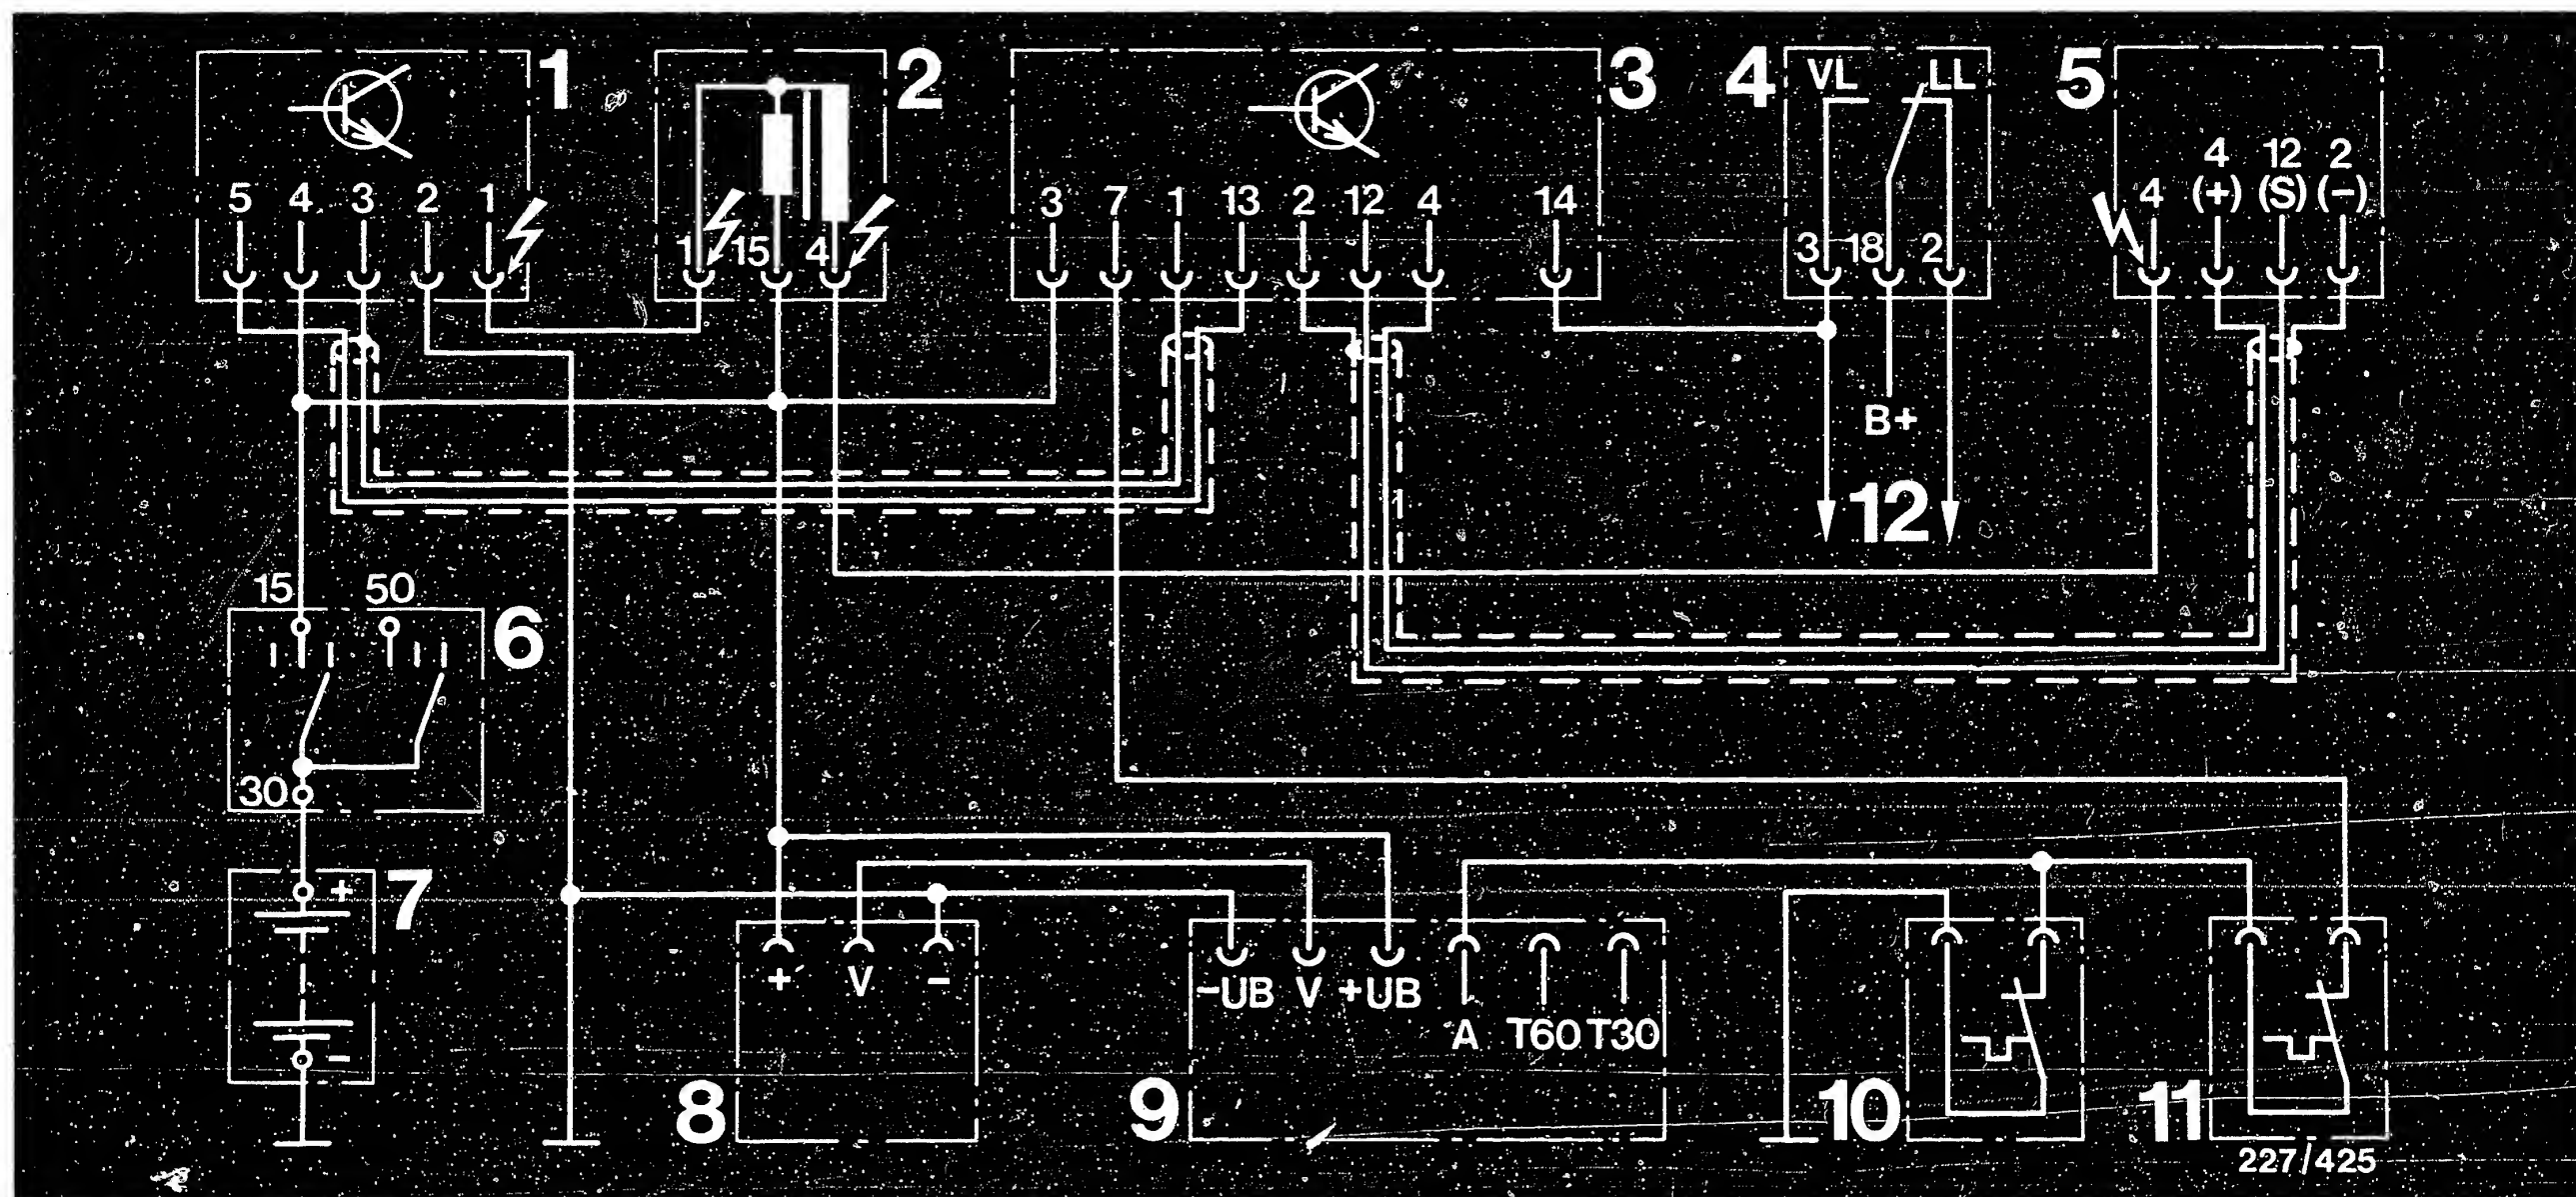 1 2 3 4 5
VL LL
4 12 2
5 4 3 2 1 3 7 1 13 2 12 4 14 4 (+) (S) (-)
1 15 4 3 18 2
B+
12
15 50
6
30
+ 7
-
+ V - -UB V +UB
A T60 T30
8 9 10 11
227/425